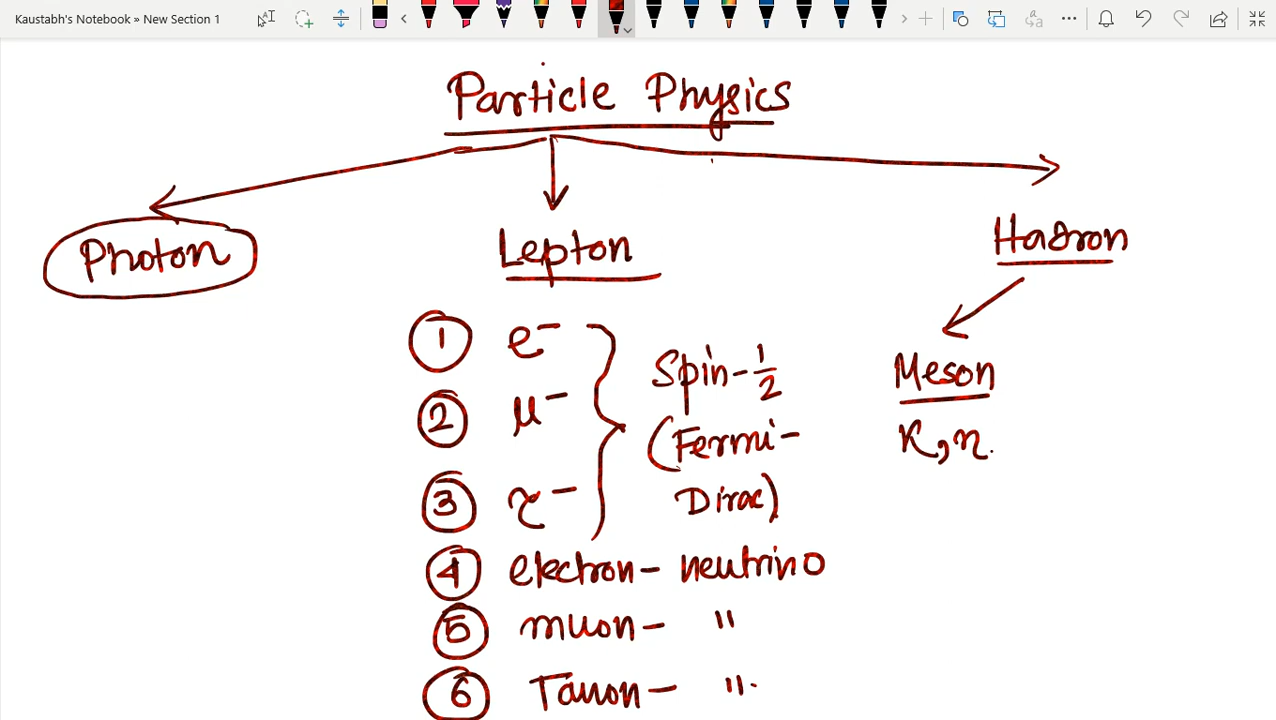 Kaustabh's Notebook » New Section 1
Particle Physics
Photon
Lepton
Hadron
① e⁻
② μ⁻
③ τ⁻
Spin-1/2
(Fermi-
Dirac)
④ electron- neutrino
⑤ muon- "
⑥ Tauon- "
Meson
K, η